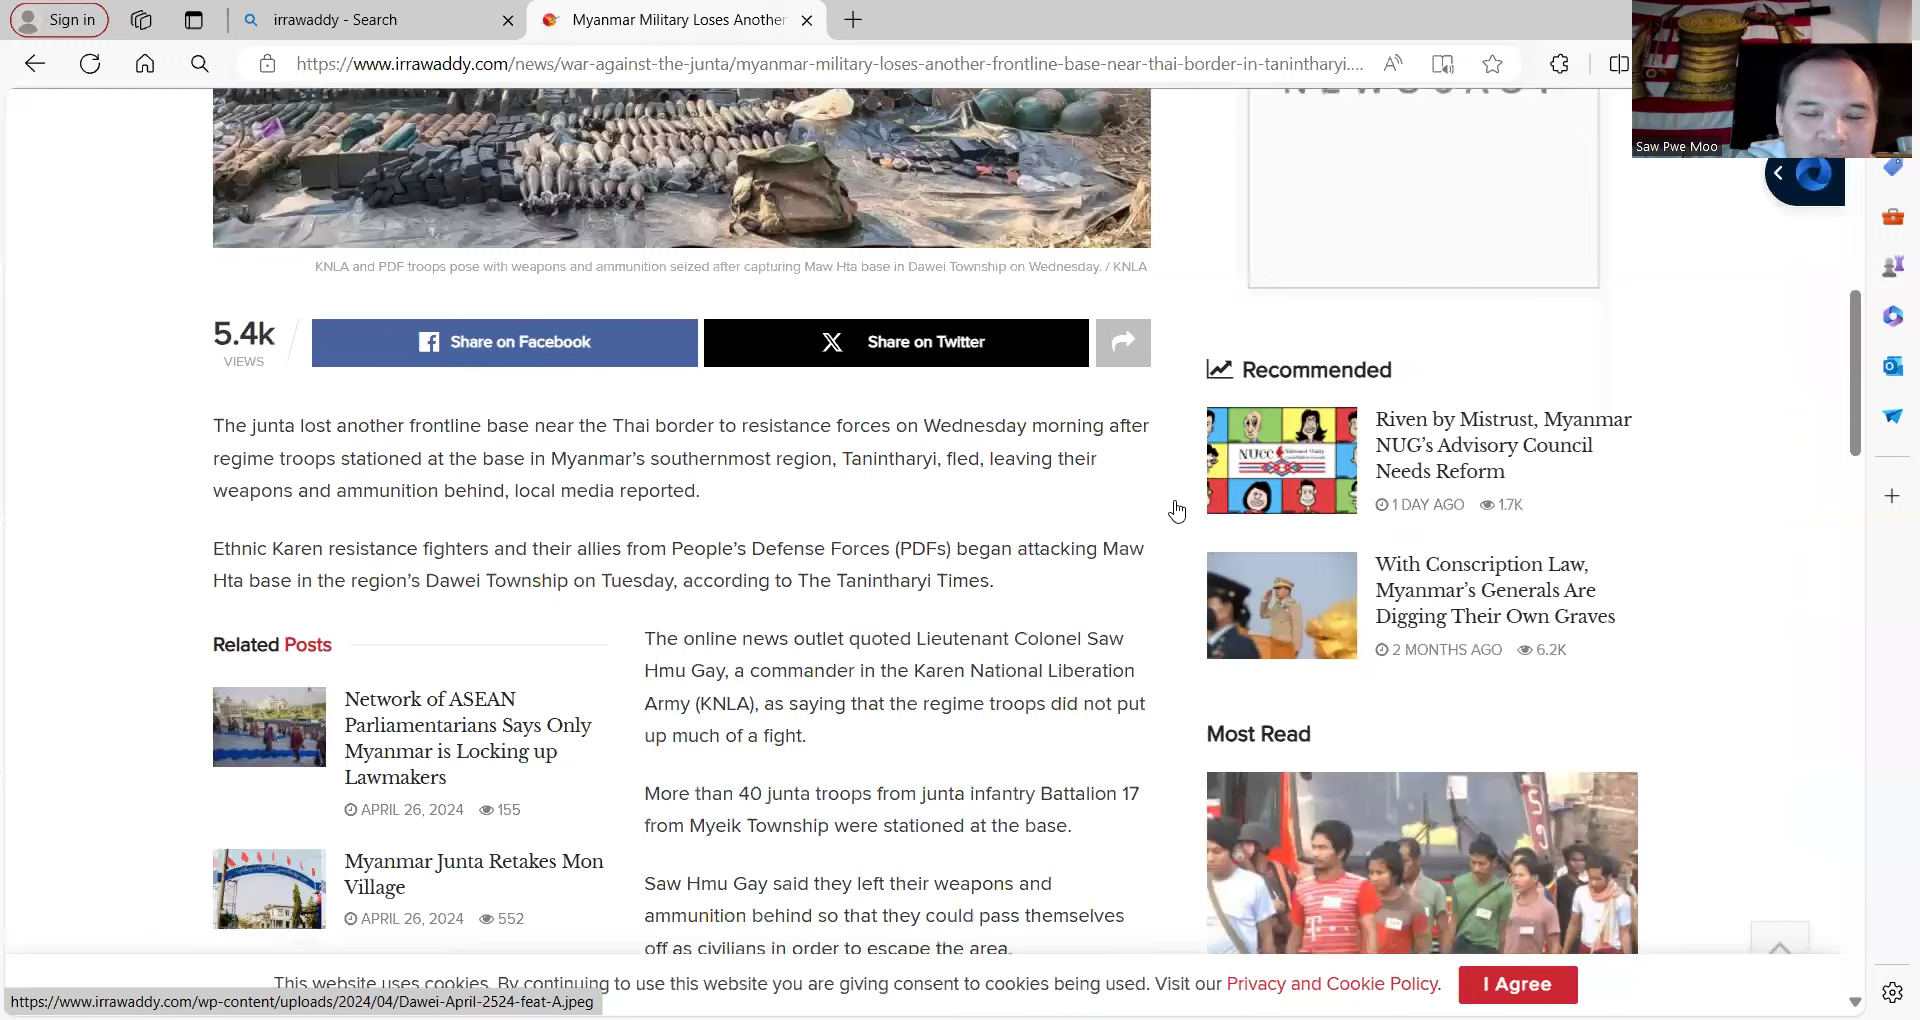 Sign in
irrawaddy - Search
Myanmar Military Loses Another
https://www.irrawaddy.com/news/war-against-the-junta/myanmar-military-loses-another-frontline-base-near-thai-border-in-tanintharyi....
Saw Pwe Moo
KNLA and PDF troops pose with weapons and ammunition seized after capturing Maw Hta base in Dawei Township on Wednesday. / KNLA
5.4k
VIEWS
Share on Facebook
Share on Twitter
The junta lost another frontline base near the Thai border to resistance forces on Wednesday morning after
regime troops stationed at the base in Myanmar’s southernmost region, Tanintharyi, fled, leaving their
weapons and ammunition behind, local media reported.
Ethnic Karen resistance fighters and their allies from People’s Defense Forces (PDFs) began attacking Maw
Hta base in the region’s Dawei Township on Tuesday, according to The Tanintharyi Times.
Related Posts
Network of ASEAN
Parliamentarians Says Only
Myanmar is Locking up
Lawmakers
APRIL 26, 2024 155
Myanmar Junta Retakes Mon
Village
APRIL 26, 2024 552
The online news outlet quoted Lieutenant Colonel Saw
Hmu Gay, a commander in the Karen National Liberation
Army (KNLA), as saying that the regime troops did not put
up much of a fight.
More than 40 junta troops from junta infantry Battalion 17
from Myeik Township were stationed at the base.
Saw Hmu Gay said they left their weapons and
ammunition behind so that they could pass themselves
off as civilians in order to escape the area.
Recommended
NUCC
Riven by Mistrust, Myanmar
NUG’s Advisory Council
Needs Reform
1 DAY AGO 1.7K
With Conscription Law,
Myanmar’s Generals Are
Digging Their Own Graves
2 MONTHS AGO 6.2K
Most Read
This website uses cookies. By continuing to use this website you are giving consent to cookies being used. Visit our Privacy and Cookie Policy.
I Agree
https://www.irrawaddy.com/wp-content/uploads/2024/04/Dawei-April-2524-feat-A.jpeg